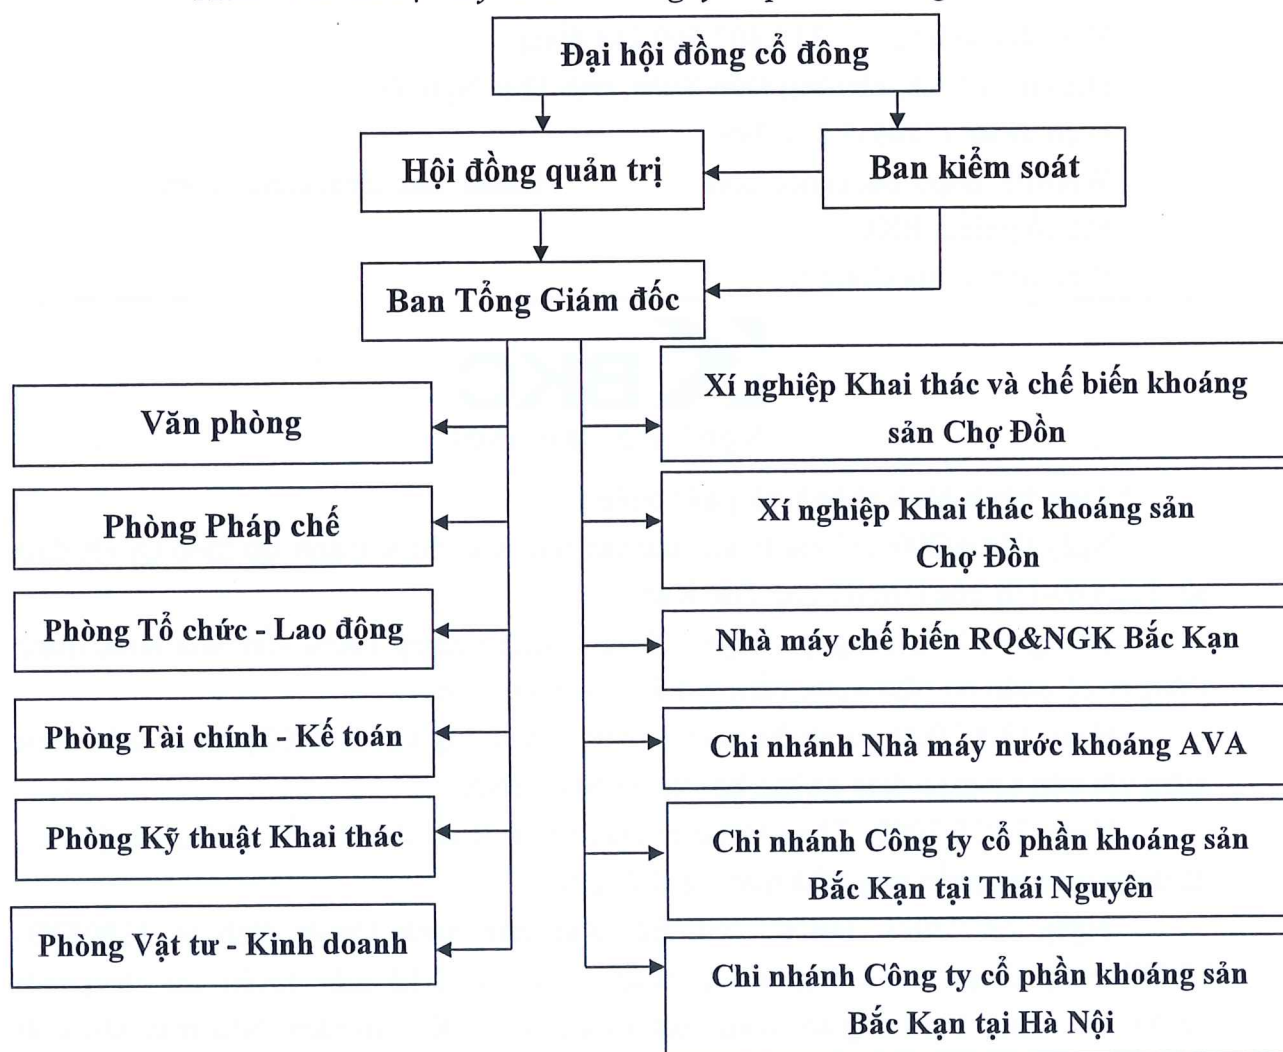 Đại hội đồng cổ đông
Hội đồng quản trị
Ban kiểm soát
Ban Tổng Giám đốc
Văn phòng
Phòng Pháp chế
Phòng Tổ chức - Lao động
Phòng Tài chính - Kế toán
Phòng Kỹ thuật Khai thác
Phòng Vật tư - Kinh doanh
Xí nghiệp Khai thác và chế biến khoáng
sản Chợ Đồn
Xí nghiệp Khai thác khoáng sản
Chợ Đồn
Nhà máy chế biến RQ&NGK Bắc Kạn
Chi nhánh Nhà máy nước khoáng AVA
Chi nhánh Công ty cổ phần khoáng sản
Bắc Kạn tại Thái Nguyên
Chi nhánh Công ty cổ phần khoáng sản
Bắc Kạn tại Hà Nội